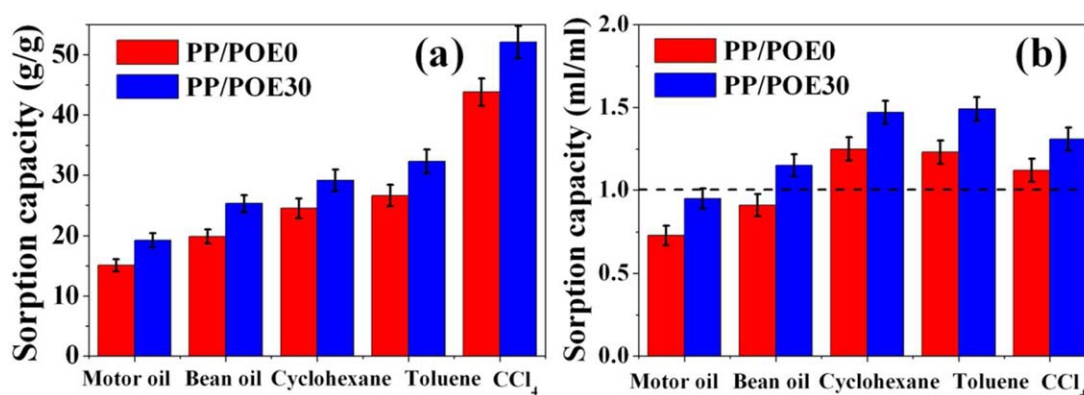 Sorption capacity (g/g)
50
40
30
20
10
0
(a)
PP/POE0
PP/POE30
Motor oil Bean oil Cyclohexane Toluene CCl₄
Sorption capacity (ml/ml)
2.0
1.5
1.0
0.5
0.0
(b)
PP/POE0
PP/POE30
Motor oil Bean oil Cyclohexane Toluene CCl₄